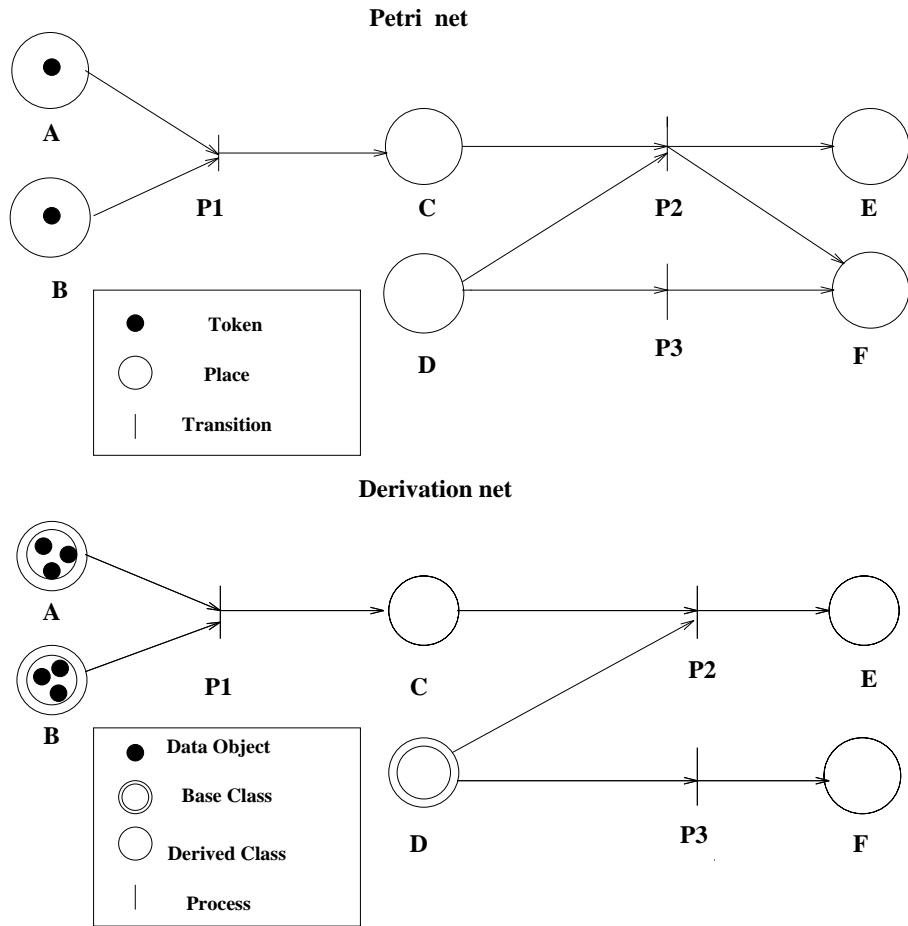 Petri net
A
B
P1
C
P2
E
D
P3
F
Token
Place
Transition
Derivation net
A
B
P1
C
P2
E
D
P3
F
Data Object
Base Class
Derived Class
Process